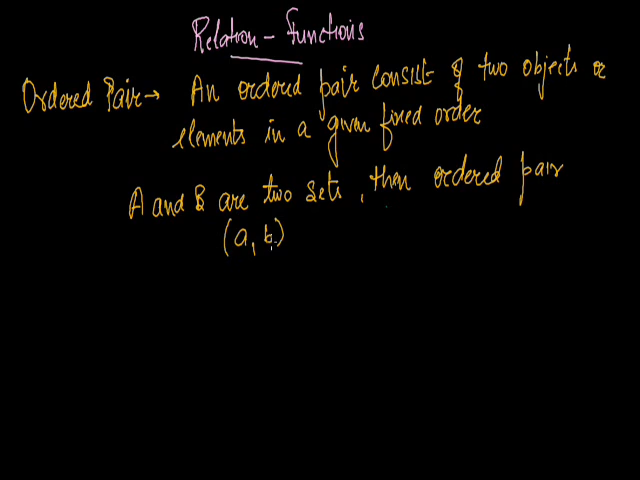 Relation - Functions
Ordered Pair → An ordered pair consist of two objects or
elements in a given fixed order
A and B are two sets, then ordered pair
(a, b)